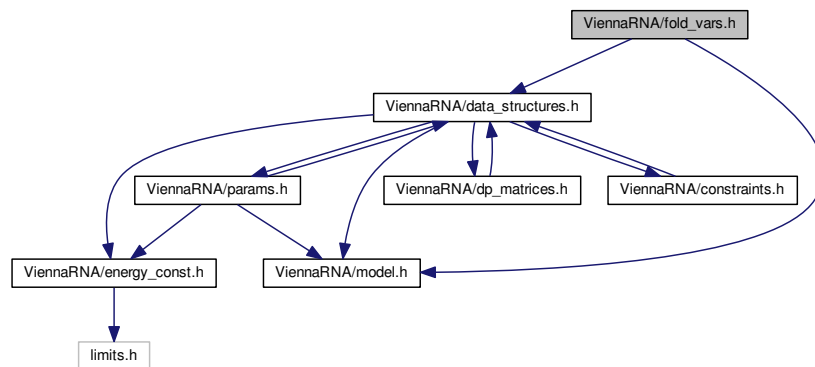 ViennaRNA/fold_vars.h
ViennaRNA/data_structures.h
ViennaRNA/params.h
ViennaRNA/dp_matrices.h
ViennaRNA/constraints.h
ViennaRNA/energy_const.h
ViennaRNA/model.h
limits.h